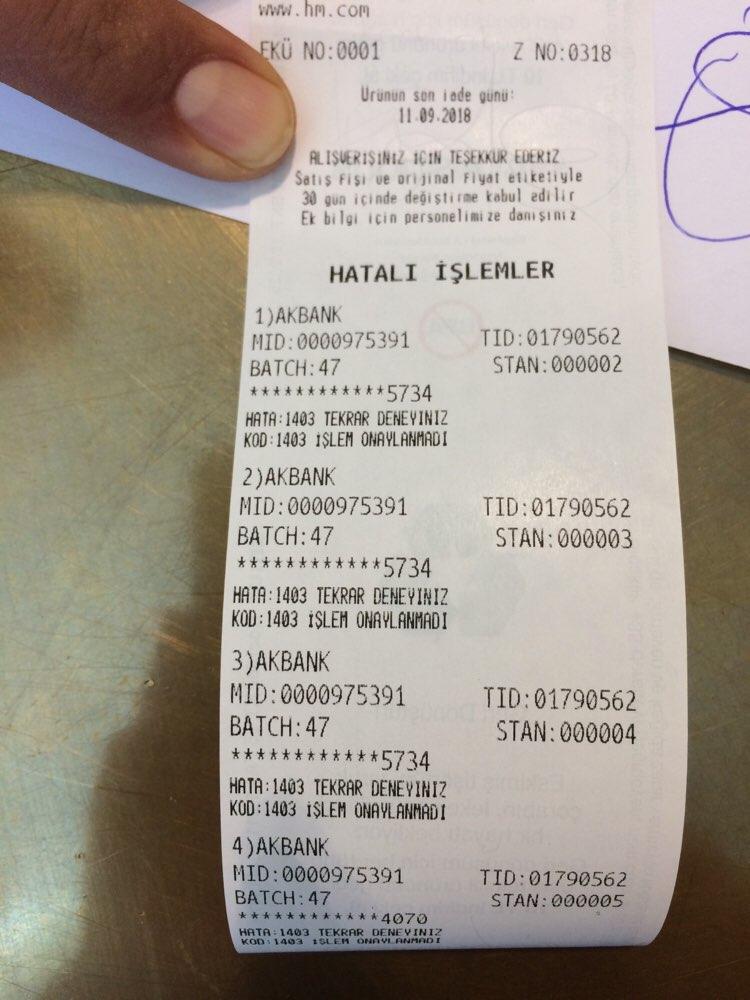 www.hm.com
EKÜ NO:0001 Z NO:0318
Ürünün son iade günü:
11.09.2018
ALIŞVERİŞİNİZ İÇİN TEŞEKKÜR EDERİZ
Satış Fişi ve orijinal Fiyat etiketiyle
30 gün içinde değiştirme kabul edilir
Ek bilgi için personelimize danışınız
HATALI İŞLEMLER
1)AKBANK
MID:0000975391 TID:01790562
BATCH:47 STAN:000002
************5734
HATA:1403 TEKRAR DENEYINIZ
KOD:1403 İŞLEM ONAYLANMADI
2)AKBANK
MID:0000975391 TID:01790562
BATCH:47 STAN:000003
************5734
HATA:1403 TEKRAR DENEYINIZ
KOD:1403 İŞLEM ONAYLANMADI
3)AKBANK
MID:0000975391 TID:01790562
BATCH:47 STAN:000004
************5734
HATA:1403 TEKRAR DENEYINIZ
KOD:1403 İŞLEM ONAYLANMADI
4)AKBANK
MID:0000975391 TID:01790562
BATCH:47 STAN:000005
************4070
HATA:1403 TEKRAR DENEYINIZ
KOD:1403 İŞLEM ONAYLANMADI